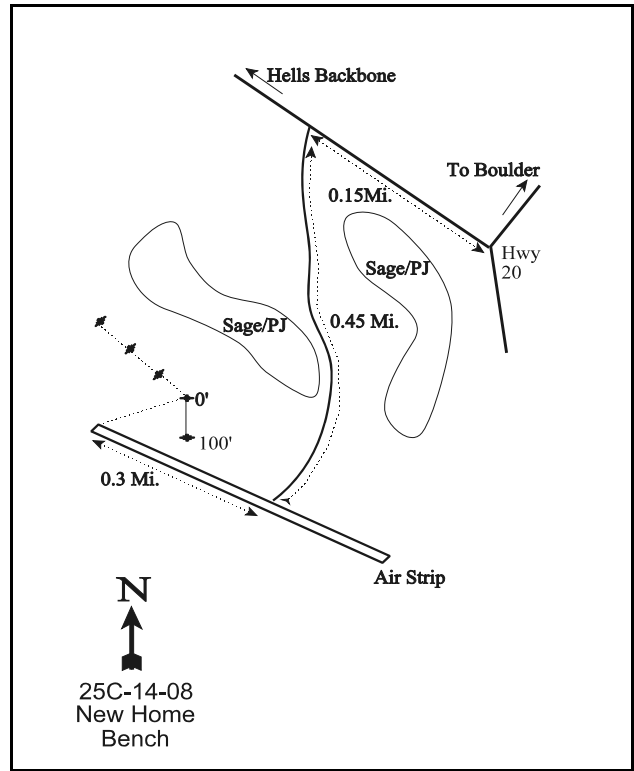 Hells Backbone
To Boulder
0.15Mi.
Hwy
20
Sage/PJ
Sage/PJ
0.45 Mi.
0'
100'
0.3 Mi.
Air Strip
N
25C-14-08
New Home
Bench